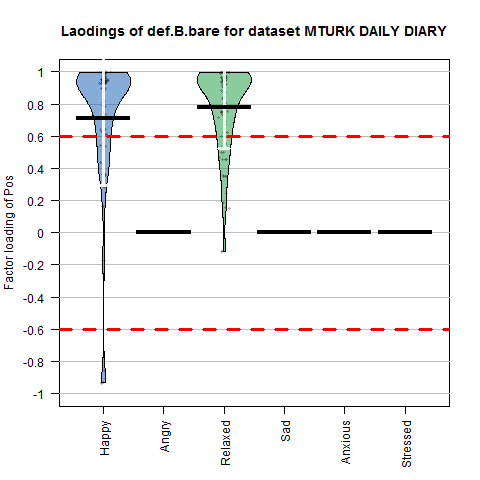 Laodings of def.B.bare for dataset MTURK DAILY DIARY
Factor loading of Pos
1
0.8
0.6
0.4
0.2
0
-0.2
-0.4
-0.6
-0.8
-1
Happy
Angry
Relaxed
Sad
Anxious
Stressed